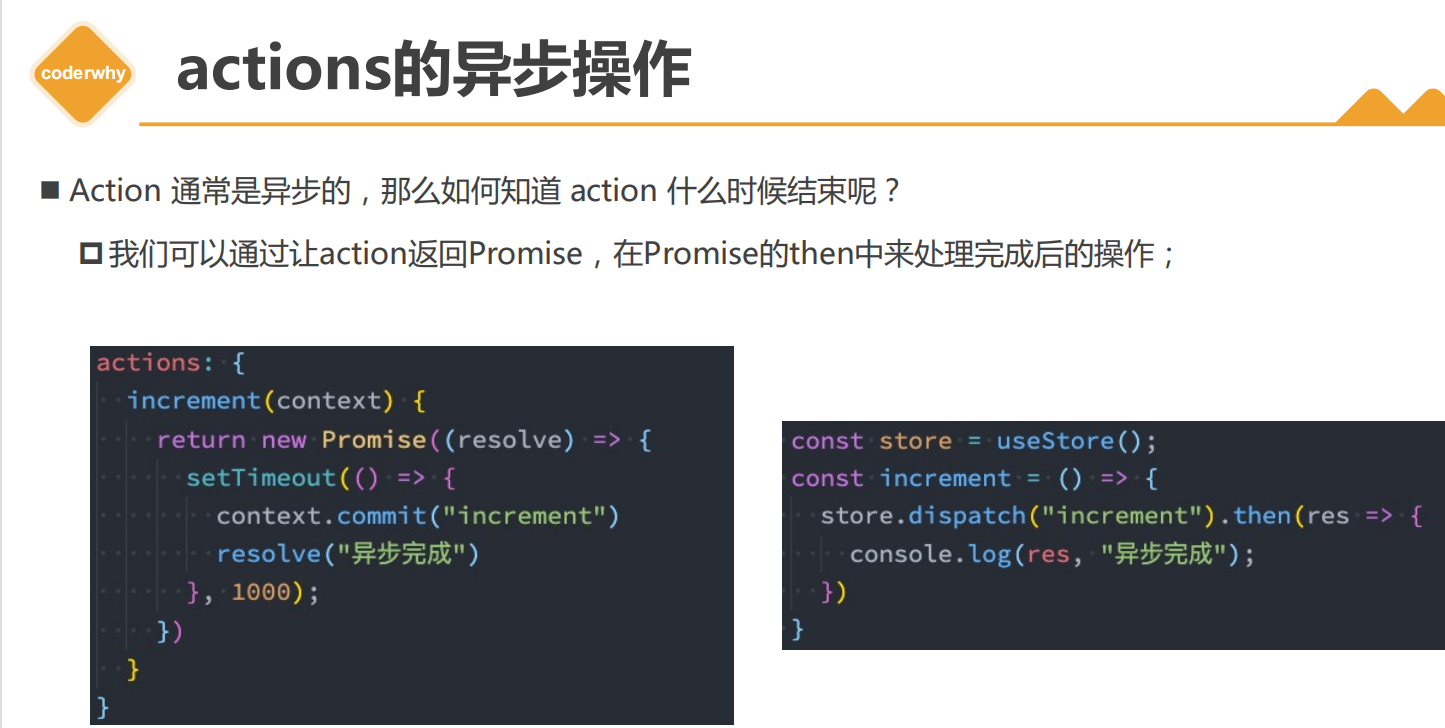 coderwhy
actions的异步操作
Action 通常是异步的，那么如何知道 action 什么时候结束呢？
我们可以通过让action返回Promise，在Promise的then中来处理完成后的操作；
actions: {
  increment(context) {
    return new Promise((resolve) => {
      setTimeout(() => {
        context.commit("increment")
        resolve("异步完成")
      }, 1000);
    })
  }
}
const store = useStore();
const increment = () => {
  store.dispatch("increment").then(res => {
    console.log(res, "异步完成");
  })
}